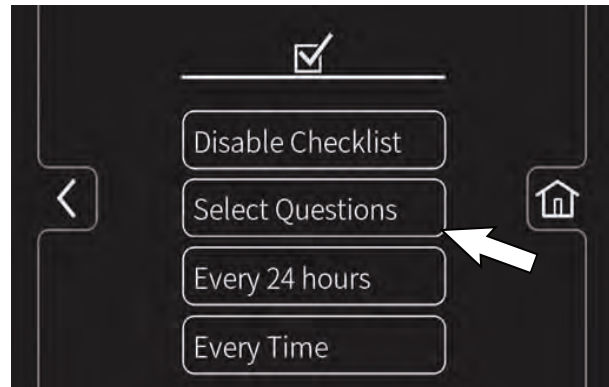 Disable Checklist
Select Questions
Every 24 hours
Every Time